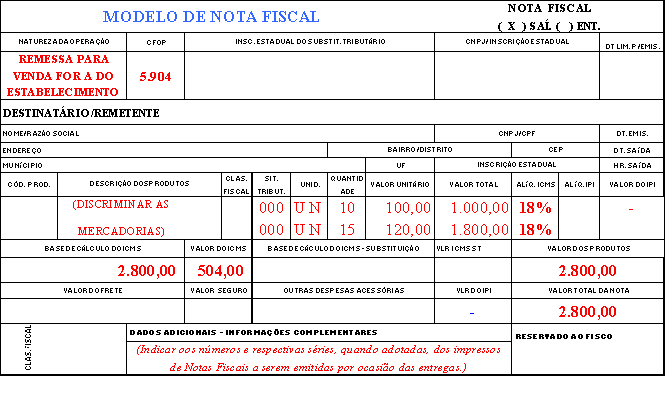 MODELO DE NOTA FISCAL
NOTA FISCAL
( X ) SAÍ. ( ) ENT.
NATUREZA DA OPERAÇÃO CFOP INSC. ESTADUAL DO SUBSTIT. TRIBUTÁRIO CNPJ/INSCRIÇÃO ESTADUAL DT LIM. P/EMIS.
REMESSA PARA
VENDA FOR A DO
ESTABELECIMENTO
5.904
DESTINATÁRIO/REMETENTE
NOME/RAZÃO SOCIAL CNPJ/CPF DT. EMIS.
ENDEREÇO BAIRRO/DISTRITO CEP DT. SAÍDA
MUNICIPIO UF INSCRIÇÃO ESTADUAL HR. SAÍDA
CÓD. PROD. DESCRIÇÃO DOS PRODUTOS CLAS. FISCAL SIT. TRIBUT. UNID. QUANTID ADE VALOR UNITÁRIO VALOR TOTAL ALÍQ. ICMS ALÍQ. IPI VALOR DO IPI
(DISCRIMINAR AS 000 UN 10 100,00 1.000,00 18% -
MERCADORIAS) 000 UN 15 120,00 1.800,00 18%
BASE DE CÁLCULO DO ICMS VALOR DO ICMS BASE DE CÁCULO DO ICMS - SUBSTITUIÇÃO VLR ICMS ST VALOR DOS PRODUTOS
2.800,00 504,00 2.800,00
VALOR DO FRETE VALOR SEGURO OUTRAS DESPESAS ACESSÓRIAS VLR DO IPI VALOR TOTAL DA NOTA
- 2.800,00
CLAS. FISCAL
DADOS ADICIONAIS - INFORMAÇÕES COMPLEMENTARES
RESERTADO AO FISCO
(Indicar oos números e respectivas séries, quando adotadas, dos impressos
de Notas Fiscais a serem emitidas por ocasião das entregas.)